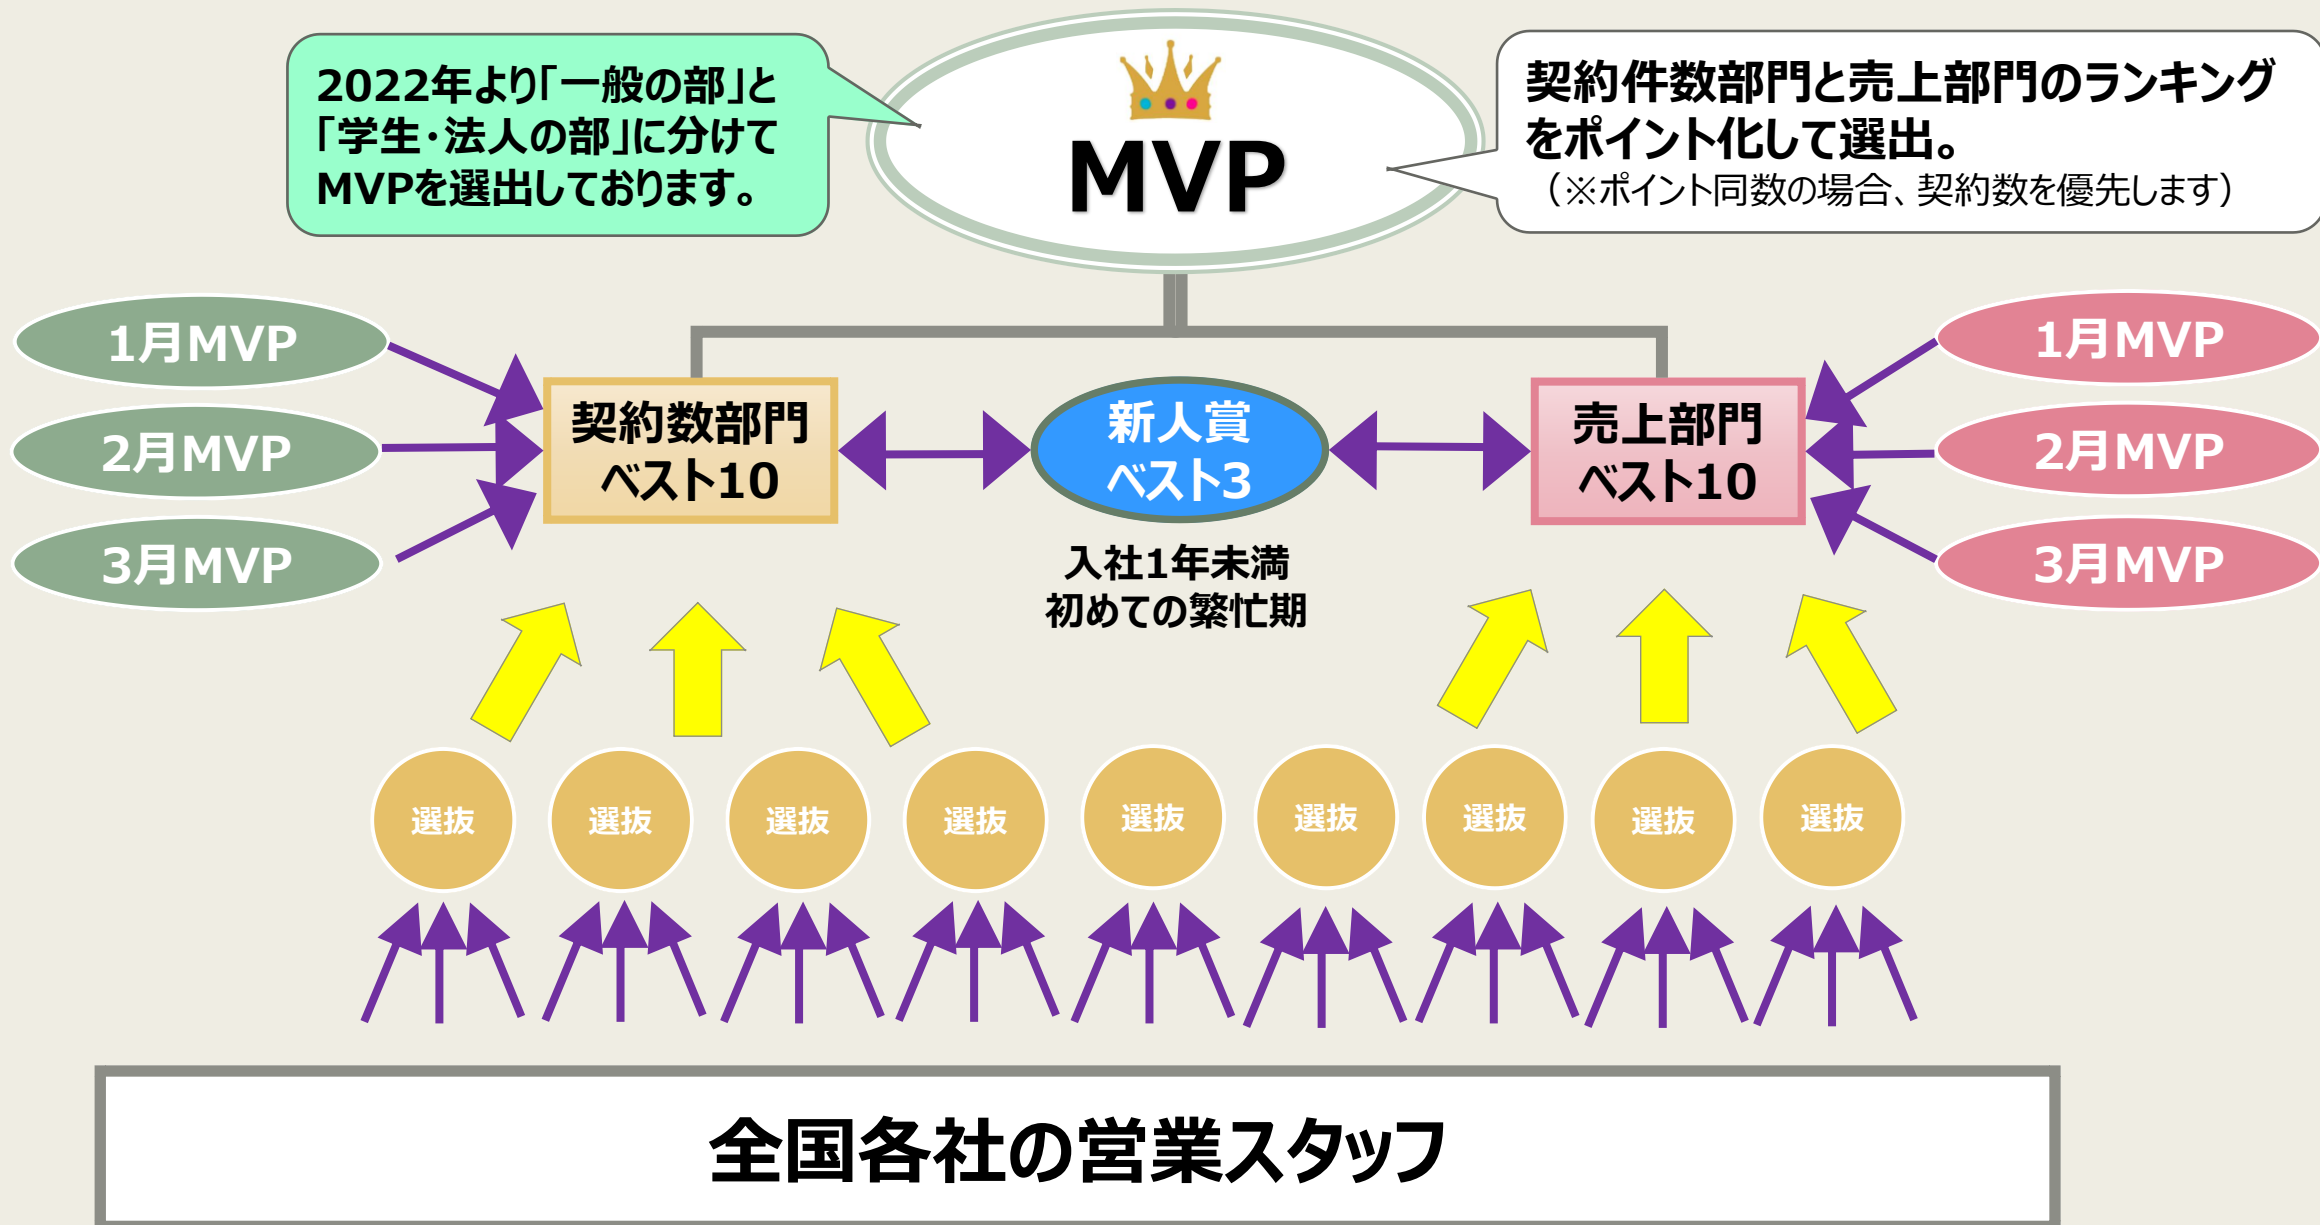 2022年より「一般の部」と
「学生・法人の部」に分けて
MVPを選出しております。
MVP
契約件数部門と売上部門のランキング
をポイント化して選出。
（※ポイント同数の場合、契約数を優先します）
1月MVP
2月MVP
3月MVP
契約数部門
ベスト10
新人賞
ベスト3
入社1年未満
初めての繁忙期
売上部門
ベスト10
1月MVP
2月MVP
3月MVP
選抜
選抜
選抜
選抜
選抜
選抜
選抜
選抜
選抜
全国各社の営業スタッフ